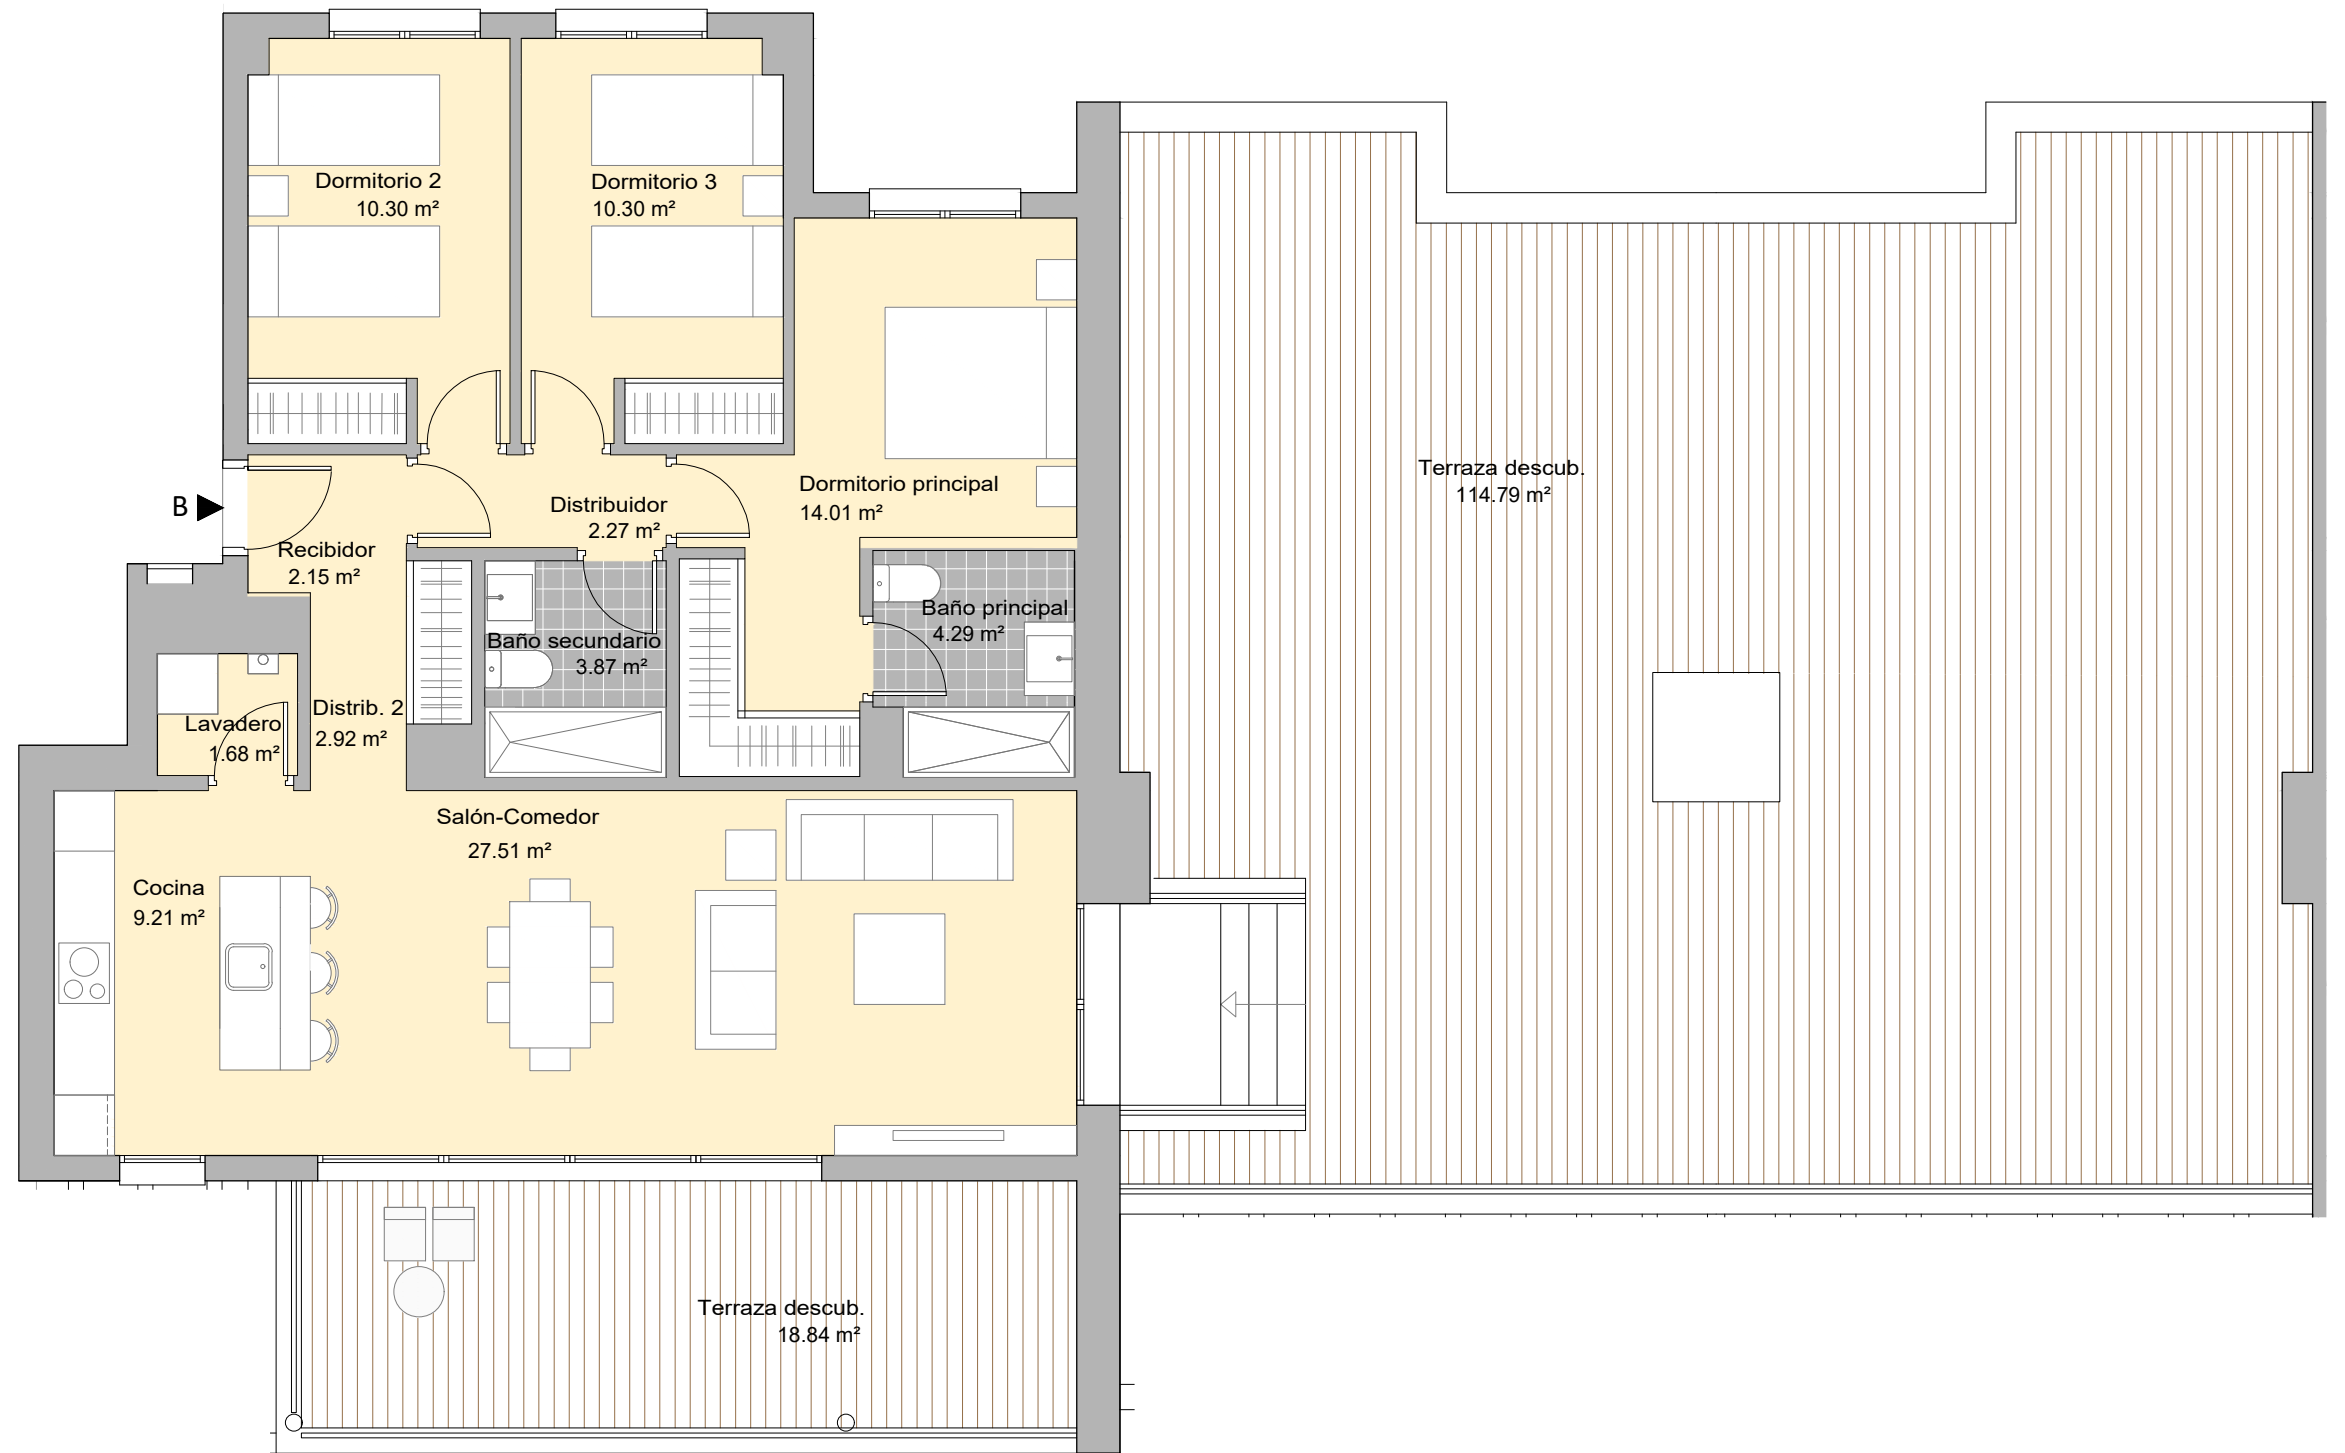 Dormitorio 2
10.30 m²
Dormitorio 3
10.30 m²
Terraza descub.
114.79 m²
Dormitorio principal
14.01 m²
B
Distribuidor
2.27 m²
Recibidor
2.15 m²
Baño principal
4.29 m²
Baño secundario
3.87 m²
Distrib. 2
2.92 m²
Lavadero
1.68 m²
Salón-Comedor
27.51 m²
Cocina
9.21 m²
Terraza descub.
18.84 m²